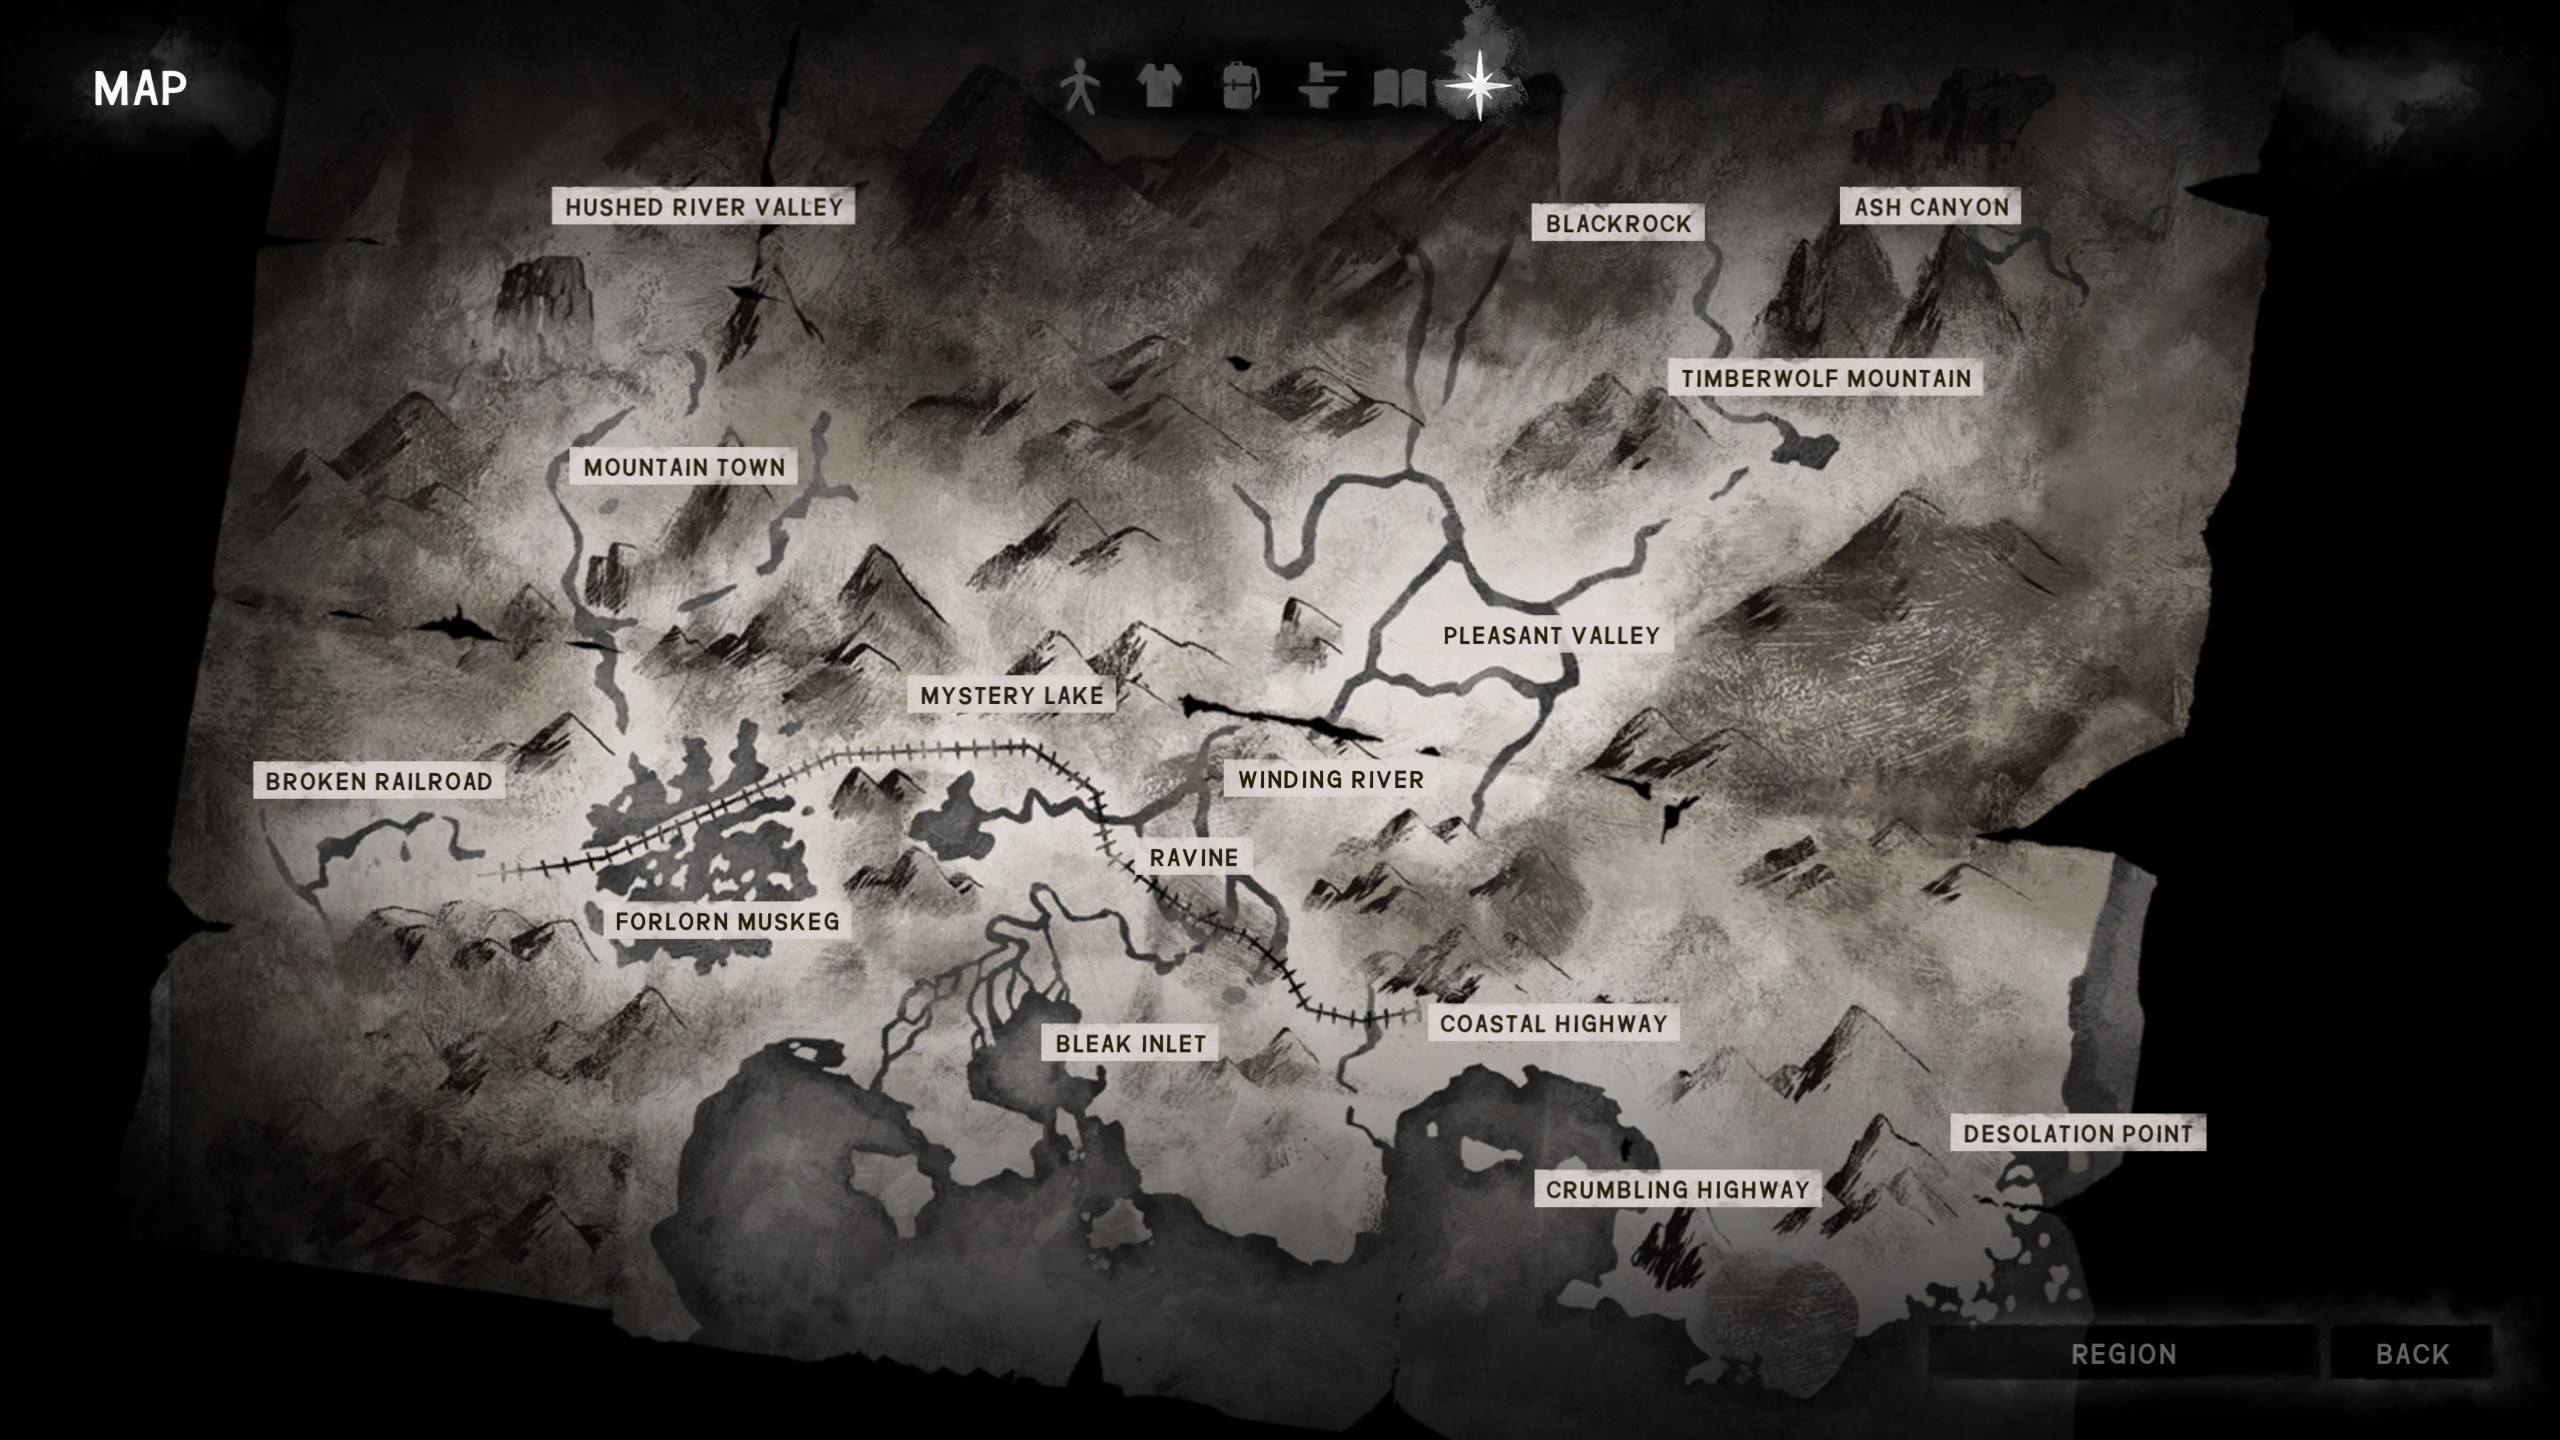 MAP
HUSHED RIVER VALLEY
ASH CANYON
BLACKROCK
TIMBERWOLF MOUNTAIN
MOUNTAIN TOWN
PLEASANT VALLEY
MYSTERY LAKE
BROKEN RAILROAD
WINDING RIVER
RAVINE
FORLORN MUSKEG
COASTAL HIGHWAY
BLEAK INLET
DESOLATION POINT
CRUMBLING HIGHWAY
REGION
BACK